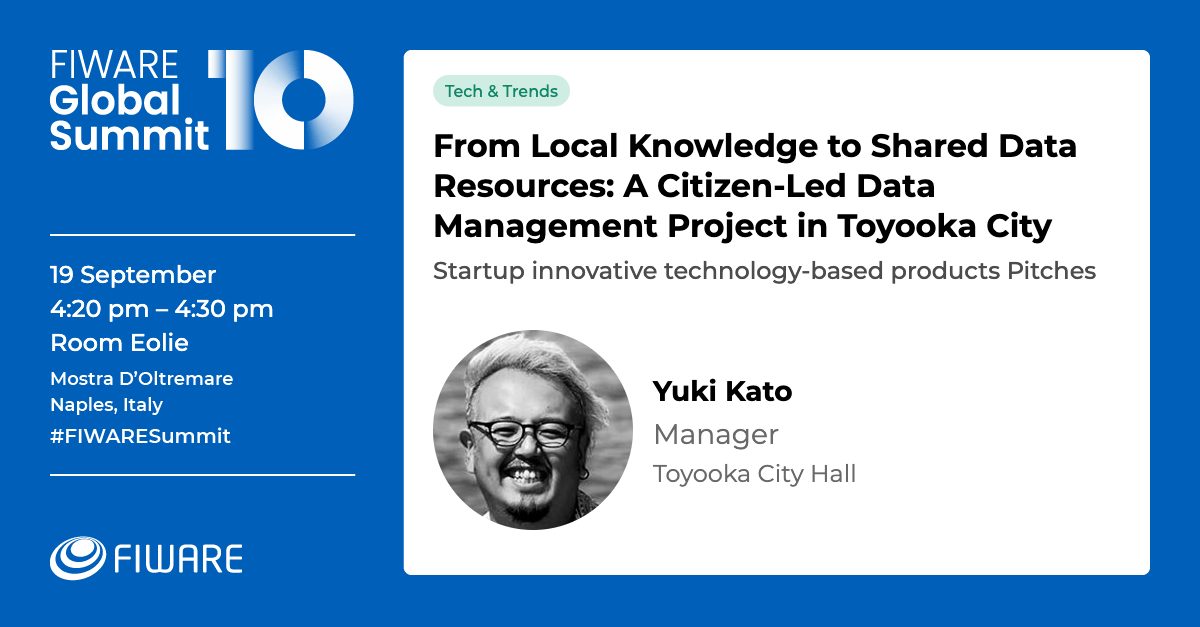 FIWARE
Global
Summit
10
19 September
4:20 pm – 4:30 pm
Room Eolie
Mostra D’Oltremare
Naples, Italy
#FIWARESummit
FIWARE
Tech & Trends
From Local Knowledge to Shared Data
Resources: A Citizen-Led Data
Management Project in Toyooka City
Startup innovative technology-based products Pitches
Yuki Kato
Manager
Toyooka City Hall